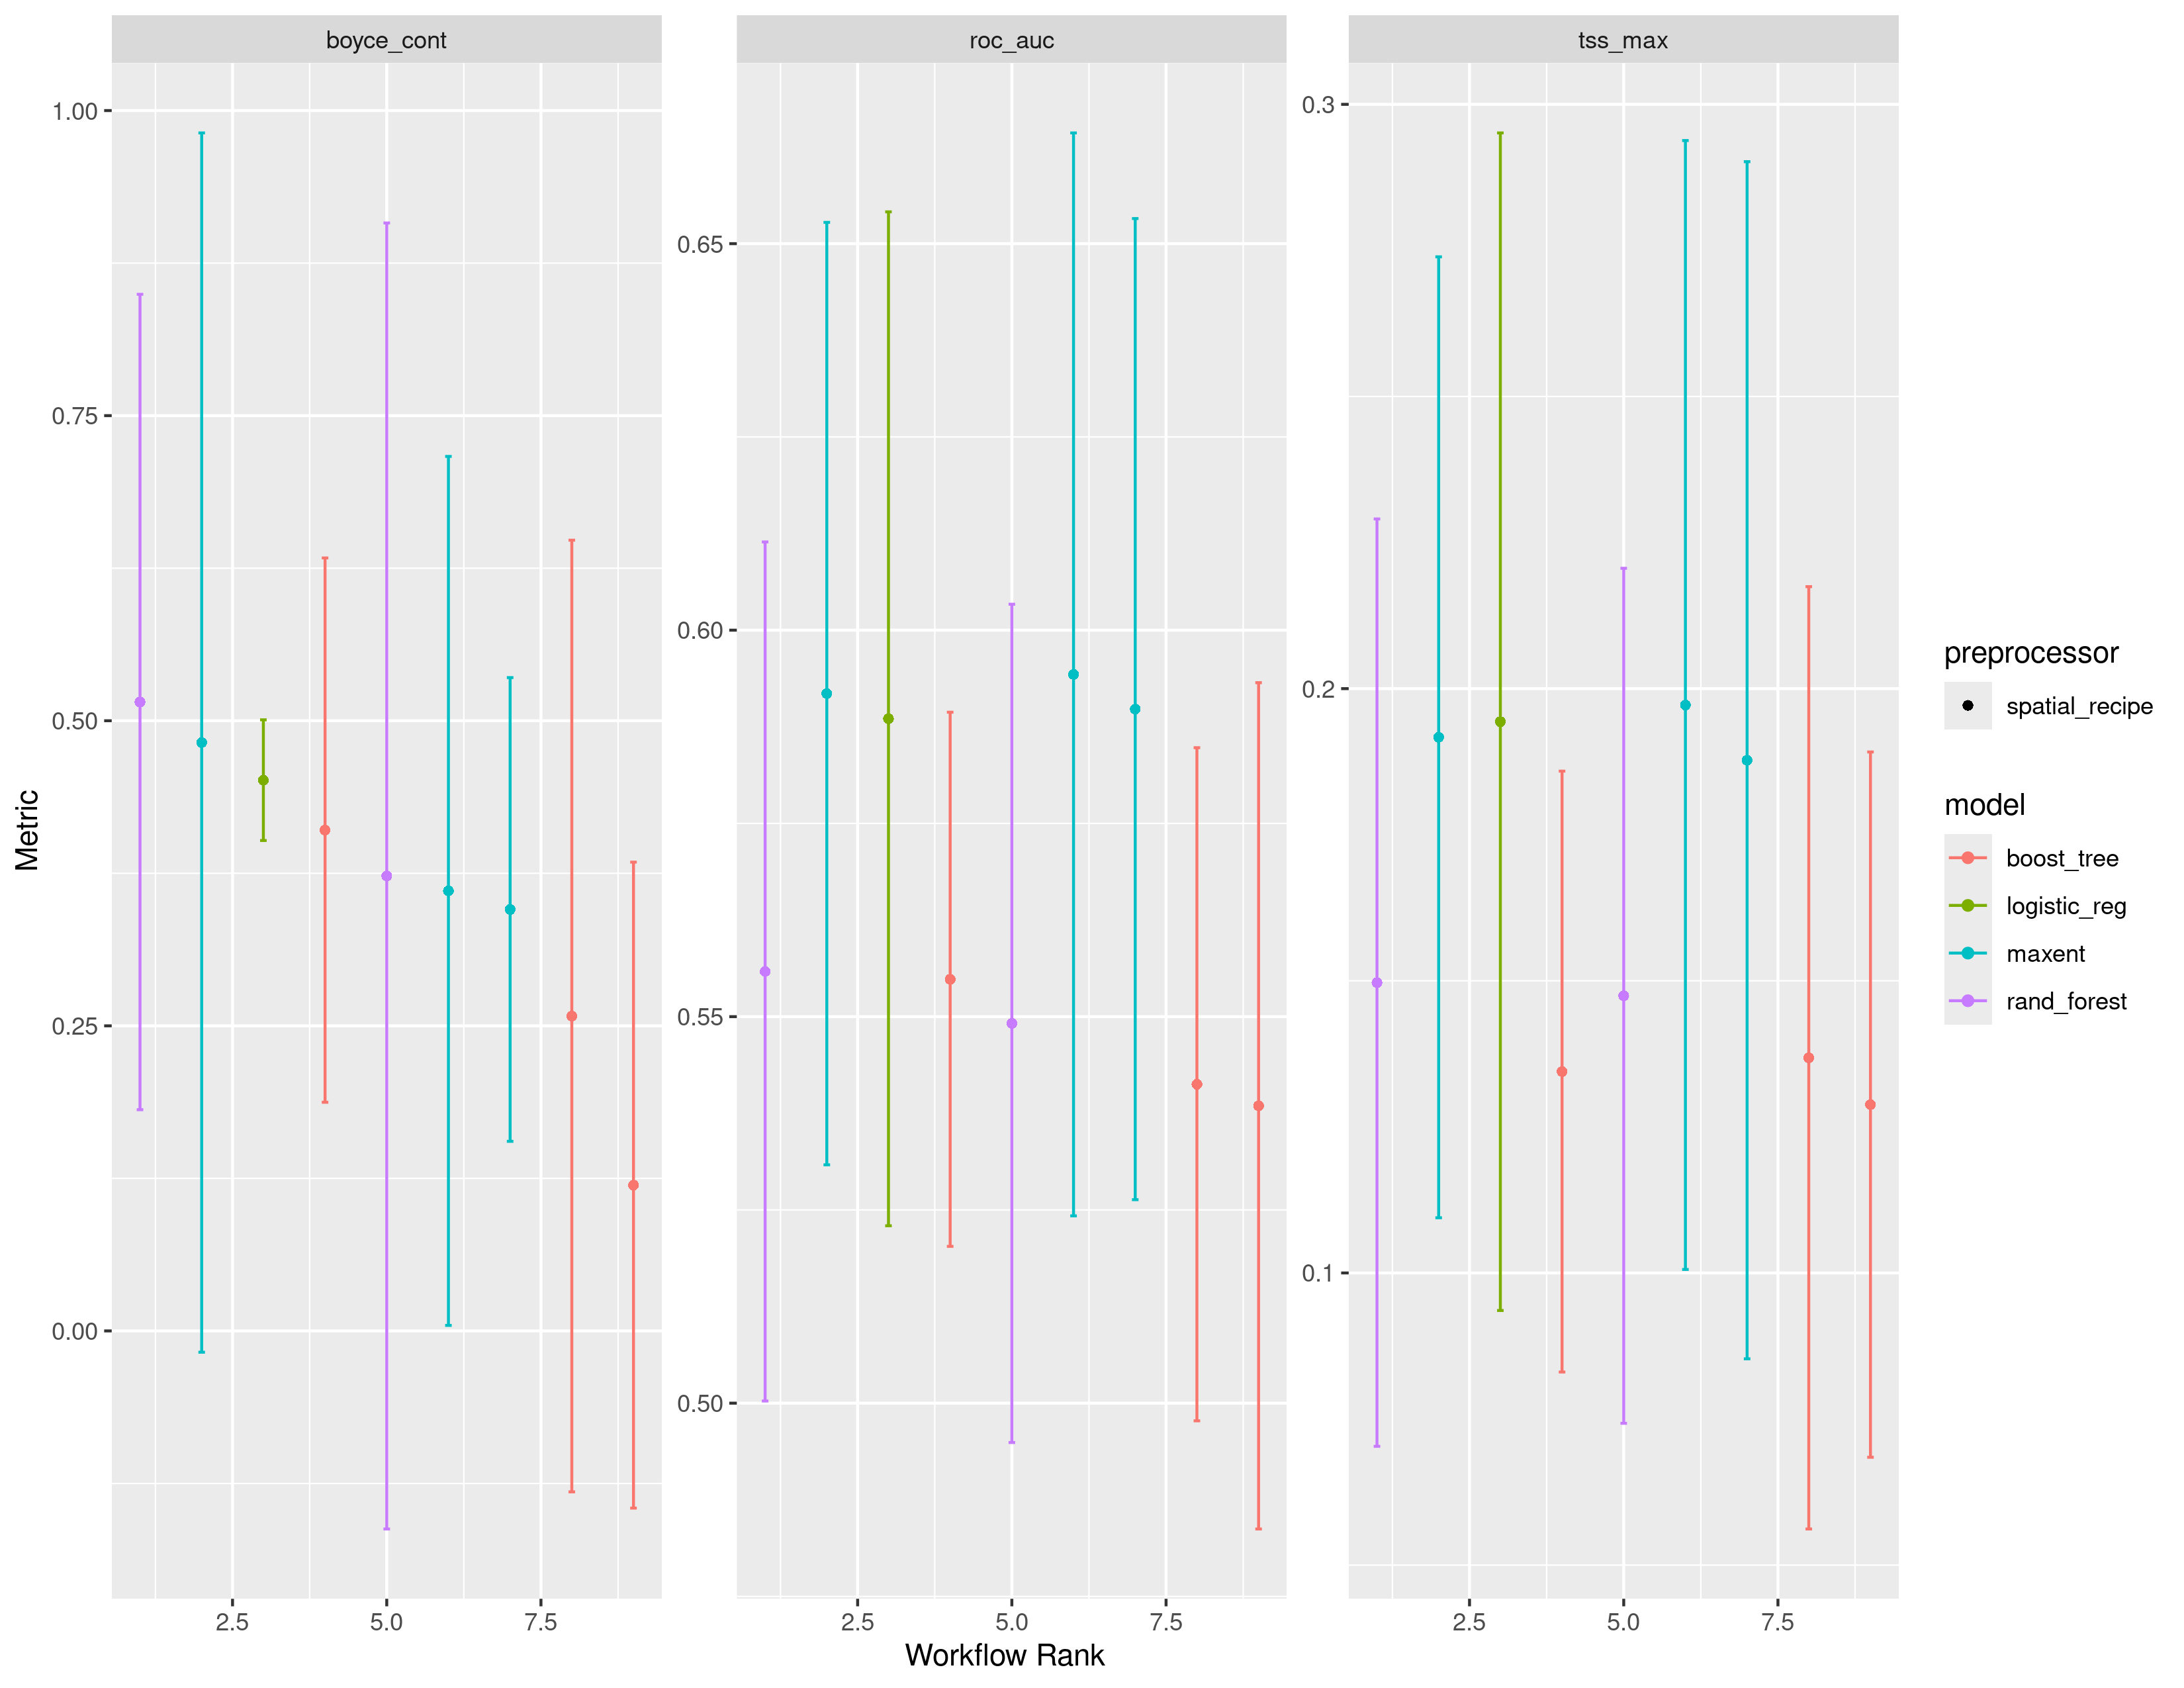 boyce_cont
roc_auc
tss_max
Metric
1.00
0.75
0.50
0.25
0.00
0.65
0.60
0.55
0.50
0.3
0.2
0.1
2.5 5.0 7.5
2.5 5.0 7.5
2.5 5.0 7.5
Workflow Rank
preprocessor
spatial_recipe
model
boost_tree
logistic_reg
maxent
rand_forest